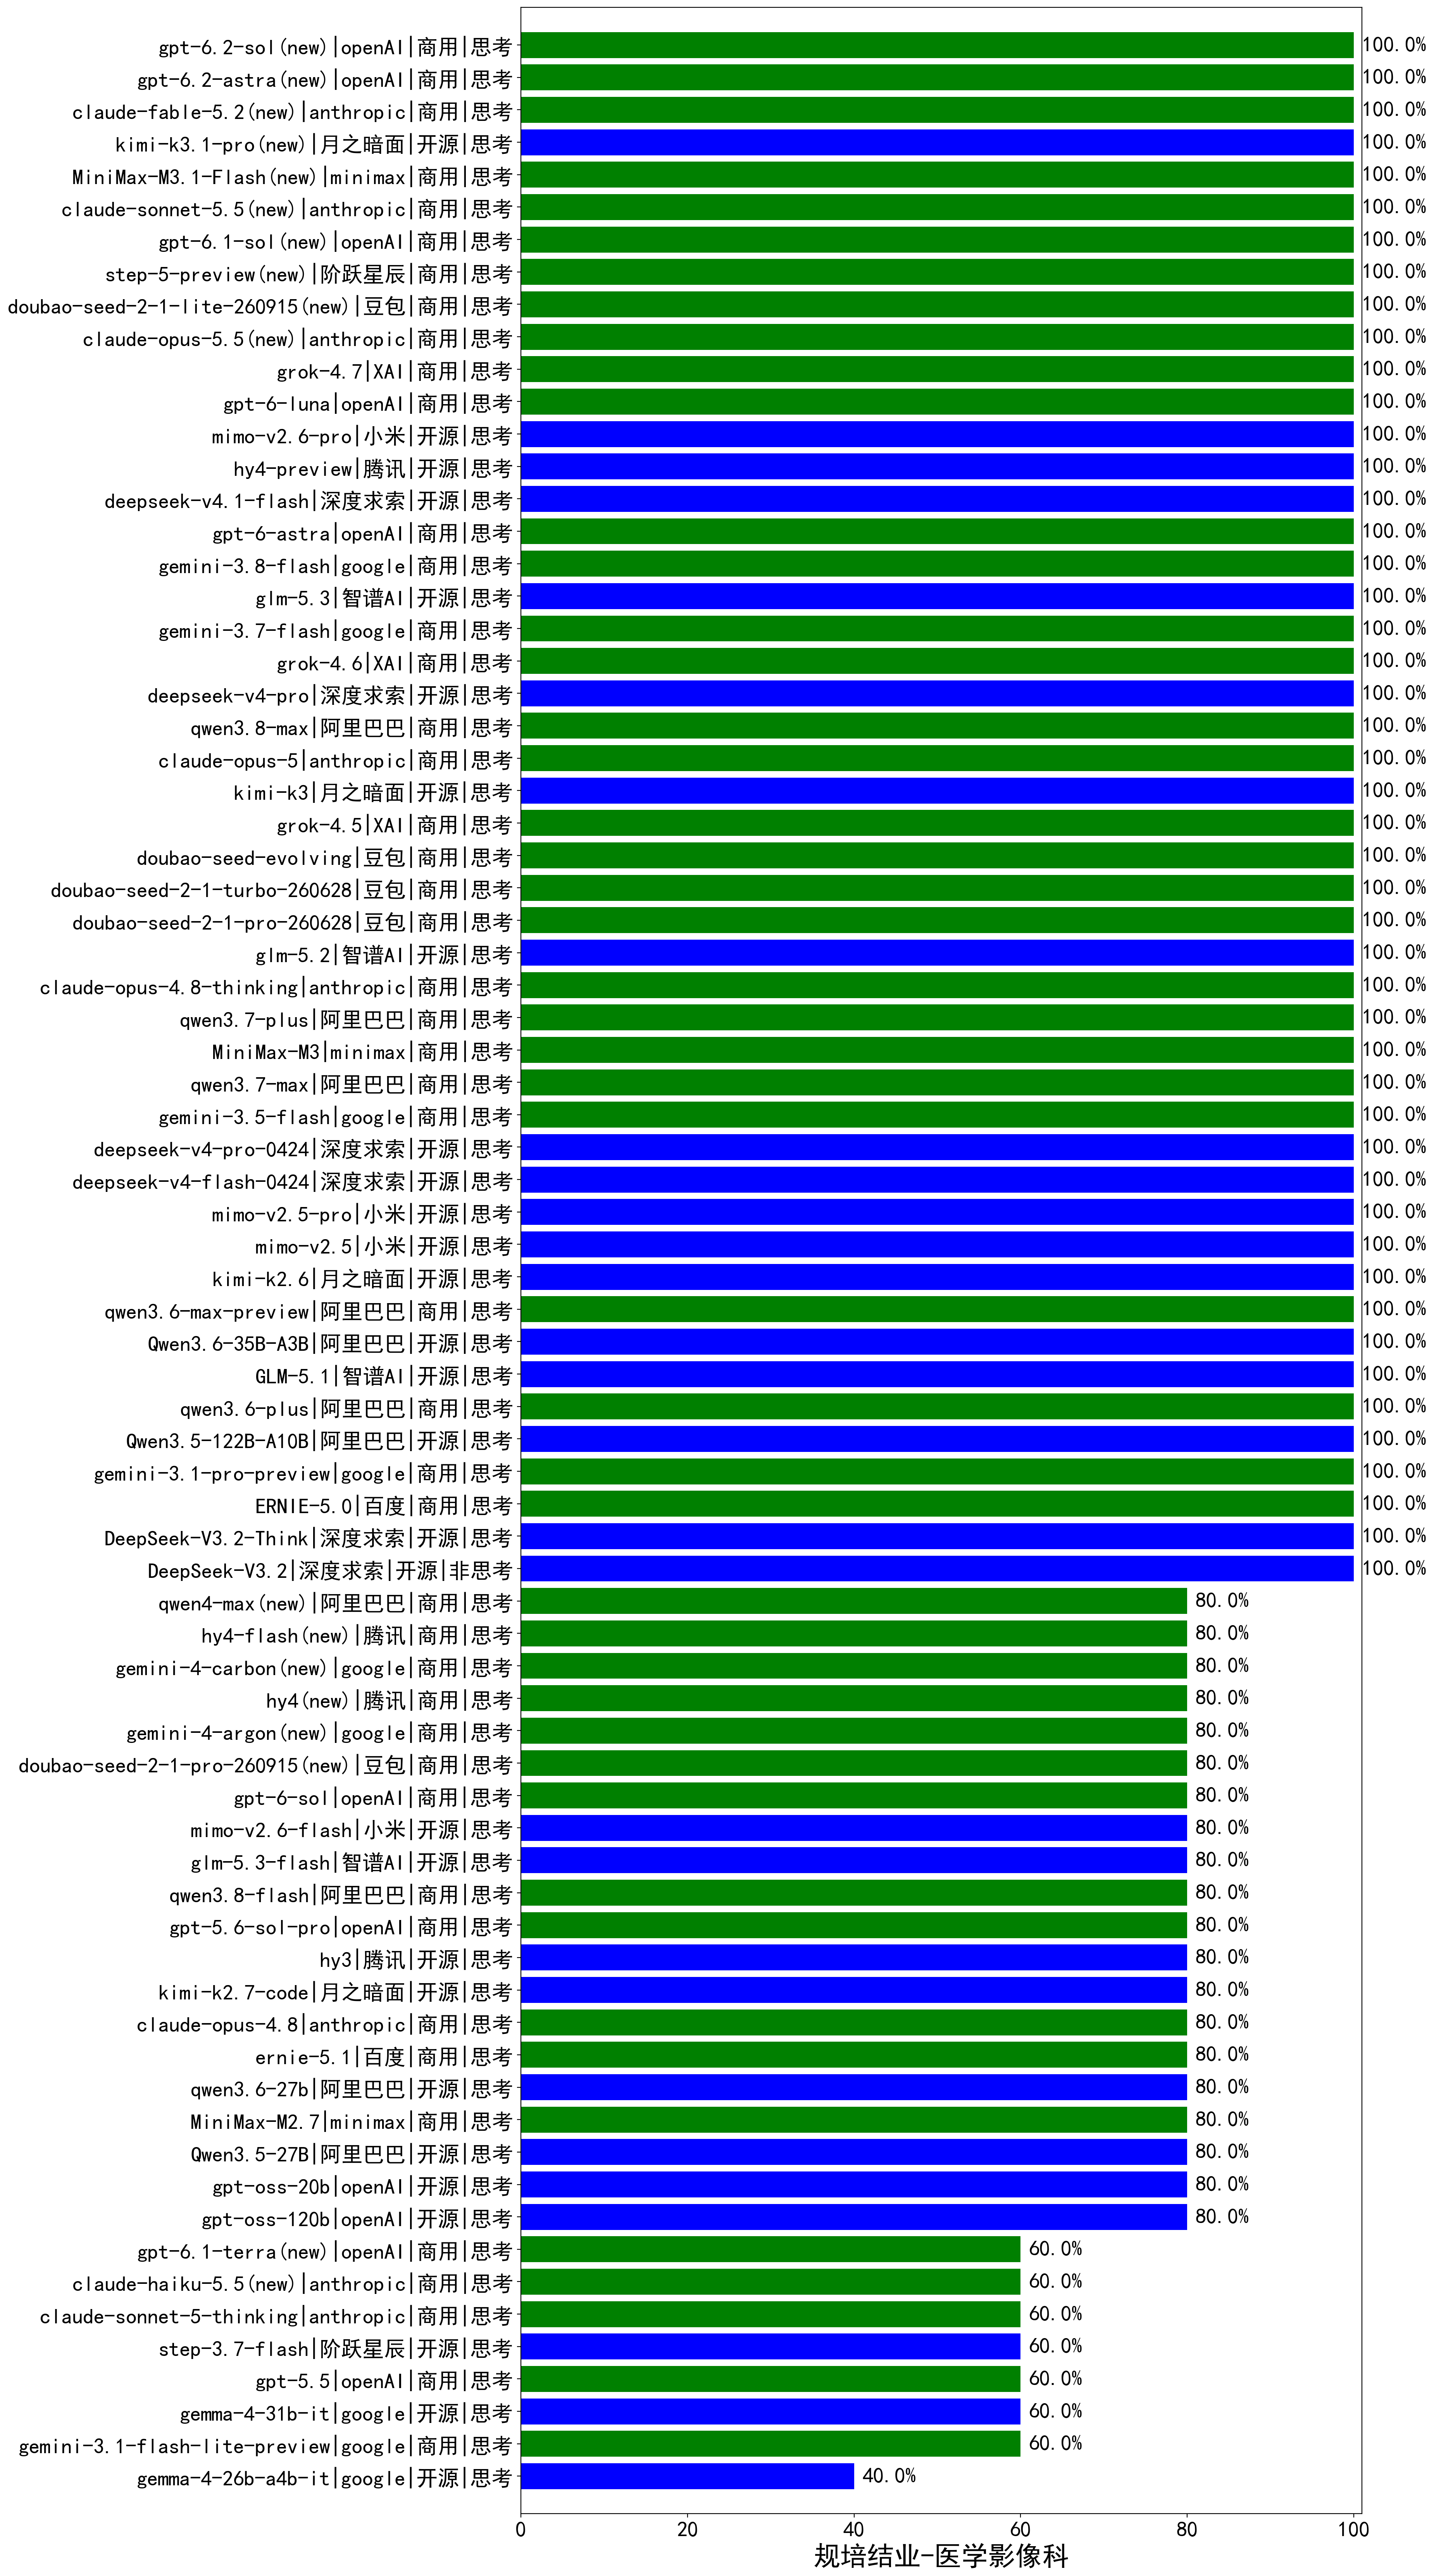 gpt-6.2-sol(new)|openAI|商用|思考 100.0%
gpt-6.2-astra(new)|openAI|商用|思考 100.0%
claude-fable-5.2(new)|anthropic|商用|思考 100.0%
kimi-k3.1-pro(new)|月之暗面|开源|思考 100.0%
MiniMax-M3.1-Flash(new)|minimax|商用|思考 100.0%
claude-sonnet-5.5(new)|anthropic|商用|思考 100.0%
gpt-6.1-sol(new)|openAI|商用|思考 100.0%
step-5-preview(new)|阶跃星辰|商用|思考 100.0%
doubao-seed-2-1-lite-260915(new)|豆包|商用|思考 100.0%
claude-opus-5.5(new)|anthropic|商用|思考 100.0%
grok-4.7|XAI|商用|思考 100.0%
gpt-6-luna|openAI|商用|思考 100.0%
mimo-v2.6-pro|小米|开源|思考 100.0%
hy4-preview|腾讯|开源|思考 100.0%
deepseek-v4.1-flash|深度求索|开源|思考 100.0%
gpt-6-astra|openAI|商用|思考 100.0%
gemini-3.8-flash|google|商用|思考 100.0%
glm-5.3|智谱AI|开源|思考 100.0%
gemini-3.7-flash|google|商用|思考 100.0%
grok-4.6|XAI|商用|思考 100.0%
deepseek-v4-pro|深度求索|开源|思考 100.0%
qwen3.8-max|阿里巴巴|商用|思考 100.0%
claude-opus-5|anthropic|商用|思考 100.0%
kimi-k3|月之暗面|开源|思考 100.0%
grok-4.5|XAI|商用|思考 100.0%
doubao-seed-evolving|豆包|商用|思考 100.0%
doubao-seed-2-1-turbo-260628|豆包|商用|思考 100.0%
doubao-seed-2-1-pro-260628|豆包|商用|思考 100.0%
glm-5.2|智谱AI|开源|思考 100.0%
claude-opus-4.8-thinking|anthropic|商用|思考 100.0%
qwen3.7-plus|阿里巴巴|商用|思考 100.0%
MiniMax-M3|minimax|商用|思考 100.0%
qwen3.7-max|阿里巴巴|商用|思考 100.0%
gemini-3.5-flash|google|商用|思考 100.0%
deepseek-v4-pro-0424|深度求索|开源|思考 100.0%
deepseek-v4-flash-0424|深度求索|开源|思考 100.0%
mimo-v2.5-pro|小米|开源|思考 100.0%
mimo-v2.5|小米|开源|思考 100.0%
kimi-k2.6|月之暗面|开源|思考 100.0%
qwen3.6-max-preview|阿里巴巴|商用|思考 100.0%
Qwen3.6-35B-A3B|阿里巴巴|开源|思考 100.0%
GLM-5.1|智谱AI|开源|思考 100.0%
qwen3.6-plus|阿里巴巴|商用|思考 100.0%
Qwen3.5-122B-A10B|阿里巴巴|开源|思考 100.0%
gemini-3.1-pro-preview|google|商用|思考 100.0%
ERNIE-5.0|百度|商用|思考 100.0%
DeepSeek-V3.2-Think|深度求索|开源|思考 100.0%
DeepSeek-V3.2|深度求索|开源|非思考 100.0%
qwen4-max(new)|阿里巴巴|商用|思考 80.0%
hy4-flash(new)|腾讯|商用|思考 80.0%
gemini-4-carbon(new)|google|商用|思考 80.0%
hy4(new)|腾讯|商用|思考 80.0%
gemini-4-argon(new)|google|商用|思考 80.0%
doubao-seed-2-1-pro-260915(new)|豆包|商用|思考 80.0%
gpt-6-sol|openAI|商用|思考 80.0%
mimo-v2.6-flash|小米|开源|思考 80.0%
glm-5.3-flash|智谱AI|开源|思考 80.0%
qwen3.8-flash|阿里巴巴|商用|思考 80.0%
gpt-5.6-sol-pro|openAI|商用|思考 80.0%
hy3|腾讯|开源|思考 80.0%
kimi-k2.7-code|月之暗面|开源|思考 80.0%
claude-opus-4.8|anthropic|商用|思考 80.0%
ernie-5.1|百度|商用|思考 80.0%
qwen3.6-27b|阿里巴巴|开源|思考 80.0%
MiniMax-M2.7|minimax|商用|思考 80.0%
Qwen3.5-27B|阿里巴巴|开源|思考 80.0%
gpt-oss-20b|openAI|开源|思考 80.0%
gpt-oss-120b|openAI|开源|思考 80.0%
gpt-6.1-terra(new)|openAI|商用|思考 60.0%
claude-haiku-5.5(new)|anthropic|商用|思考 60.0%
claude-sonnet-5-thinking|anthropic|商用|思考 60.0%
step-3.7-flash|阶跃星辰|开源|思考 60.0%
gpt-5.5|openAI|商用|思考 60.0%
gemma-4-31b-it|google|开源|思考 60.0%
gemini-3.1-flash-lite-preview|google|商用|思考 60.0%
gemma-4-26b-a4b-it|google|开源|思考 40.0%
0 20 40 60 80 100
规培结业-医学影像科